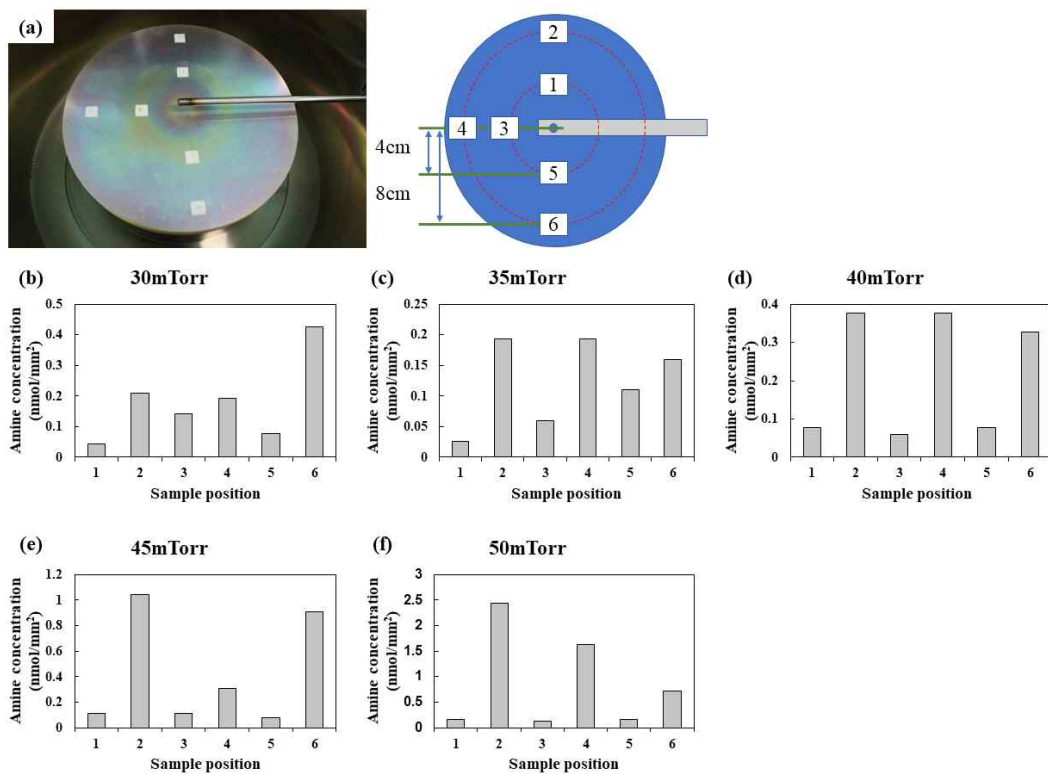 (a)
2
1
4 3
4cm
5
8cm
6
(b) 30mTorr
Amine concentration
(nmol/mm²)
0.5
0.4
0.3
0.2
0.1
0
1 2 3 4 5 6
Sample position
(c) 35mTorr
Amine concentration
(nmol/mm²)
0.25
0.2
0.15
0.1
0.05
0
1 2 3 4 5 6
Sample position
(d) 40mTorr
Amine concentration
(nmol/mm²)
0.4
0.3
0.2
0.1
0
1 2 3 4 5 6
Sample position
(e) 45mTorr
Amine concentration
(nmol/mm²)
1.2
1
0.8
0.6
0.4
0.2
0
1 2 3 4 5 6
Sample position
(f) 50mTorr
Amine concentration
(nmol/mm²)
3
2.5
2
1.5
1
0.5
0
1 2 3 4 5 6
Sample position